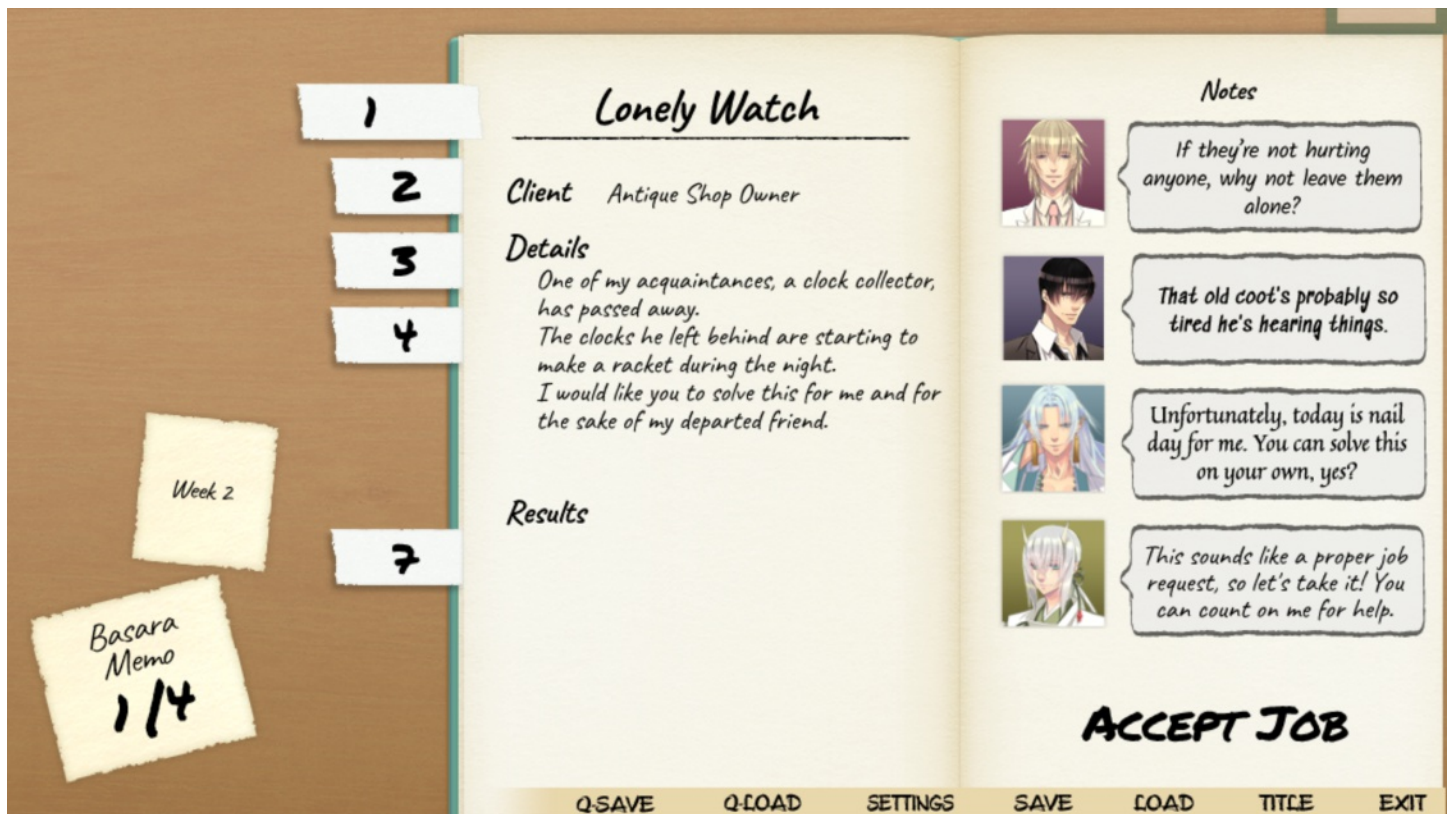 1
2
3
4
7
Week 2
Basara
Memo
1/4
Lonely Watch
Client Antique Shop Owner
Details
One of my acquaintances, a clock collector,
has passed away.
The clocks he left behind are starting to
make a racket during the night.
I would like you to solve this for me and for
the sake of my departed friend.
Results
Notes
If they're not hurting
anyone, why not leave them
alone?
That old coot's probably so
tired he's hearing things.
Unfortunately, today is nail
day for me. You can solve this
on your own, yes?
This sounds like a proper job
request, so let's take it! You
can count on me for help.
ACCEPT JOB
Q-SAVE Q-LOAD SETTINGS SAVE LOAD TITLE EXIT